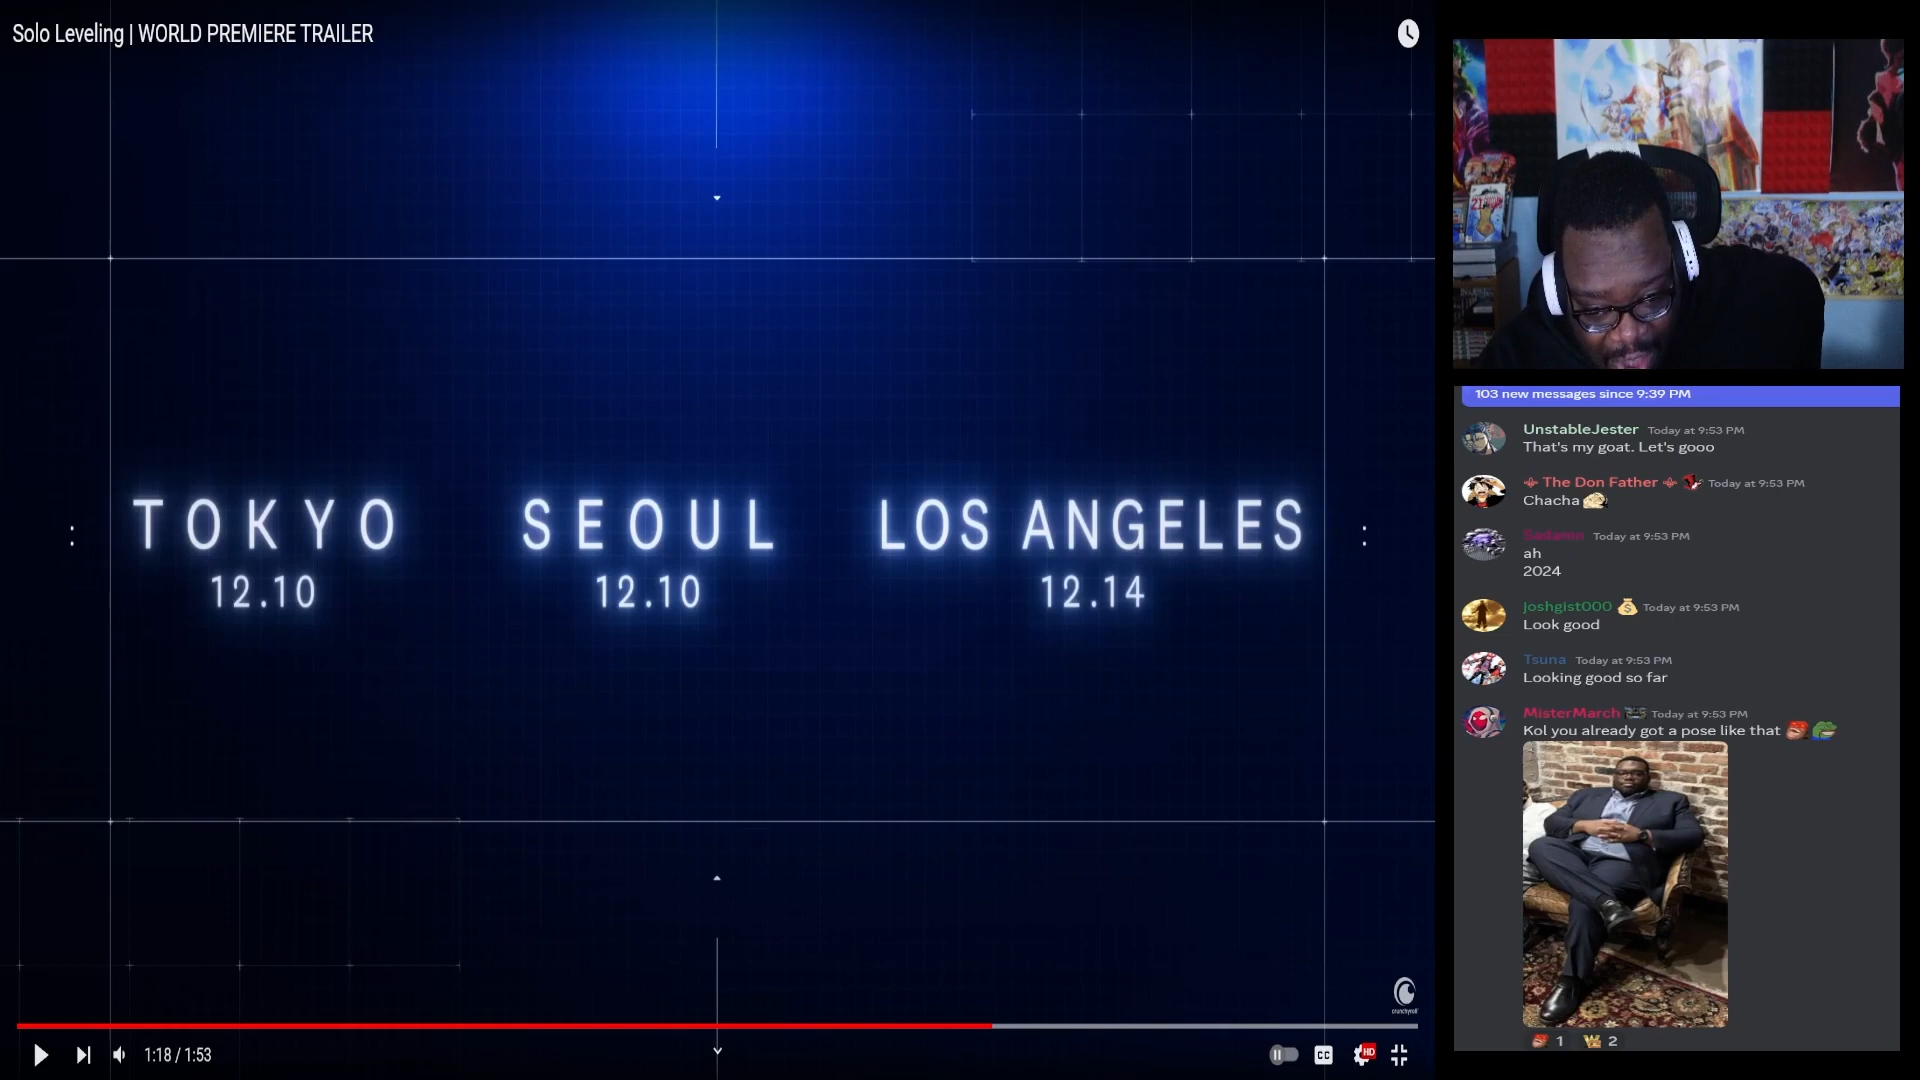 Solo Leveling | WORLD PREMIERE TRAILER
TOKYO
12.10
SEOUL
12.10
LOS ANGELES
12.14
crunchyroll
1:18 / 1:53
CC
HD
103 new messages since 9:39 PM
UnstableJester Today at 9:53 PM
That's my goat. Let's gooo
The Don Father Today at 9:53 PM
Chacha
Sadamn Today at 9:53 PM
ah
2024
Joshgist000 Today at 9:53 PM
Look good
Tsuna Today at 9:53 PM
Looking good so far
MisterMarch Today at 9:53 PM
Kol you already got a pose like that
1
2